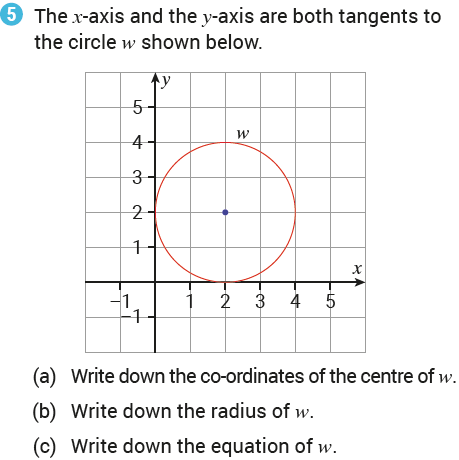 5 The x-axis and the y-axis are both tangents to
the circle w shown below.
y
5
4 w
3
2
1
x
-1 1 2 3 4 5
-1
(a) Write down the co-ordinates of the centre of w.
(b) Write down the radius of w.
(c) Write down the equation of w.